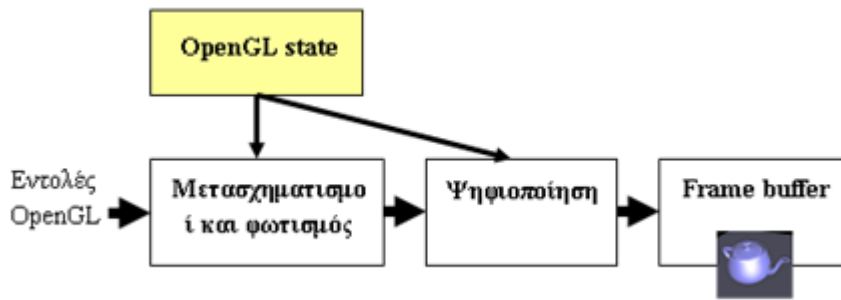 OpenGL state
Εντολές
OpenGL
Μετασχηματισμο
ί και φωτισμός
Ψηφιοποίηση
Frame buffer